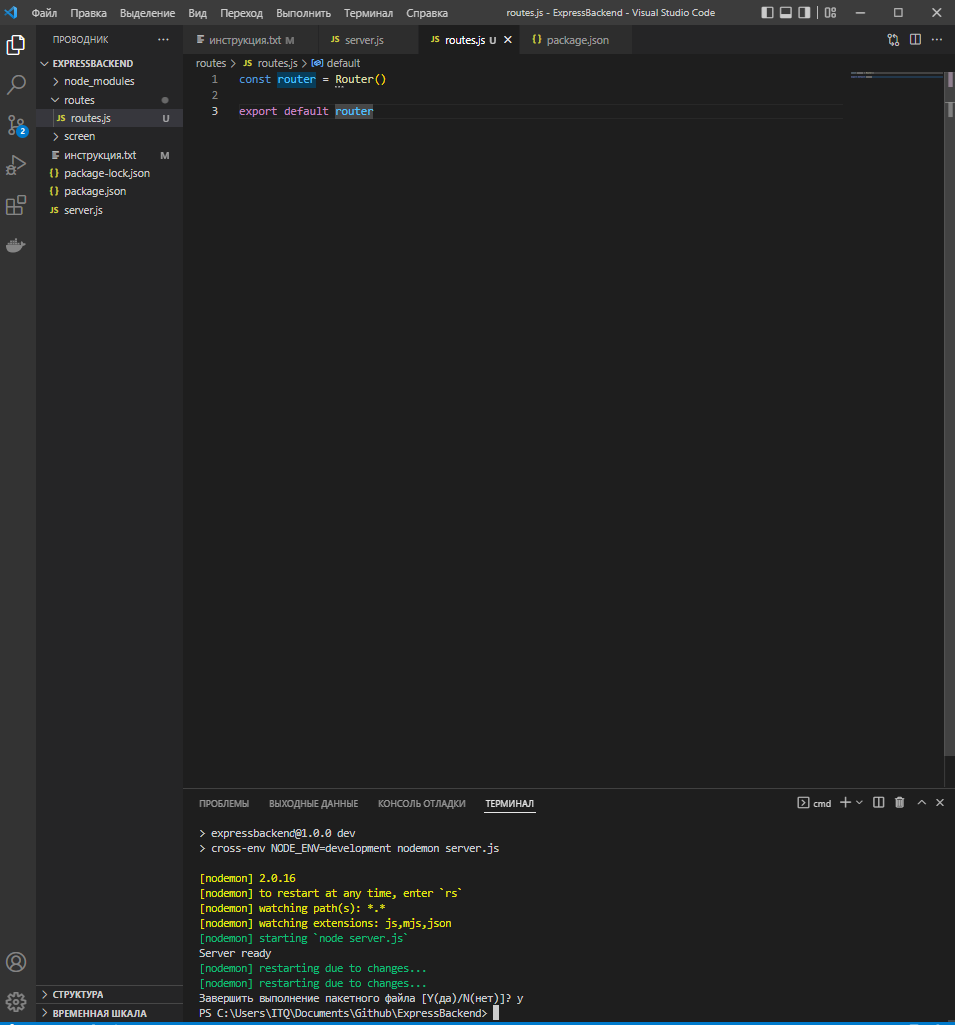 Файл Правка Выделение Вид Переход Выполнить Терминал Справка routes.js - ExpressBackend - Visual Studio Code
ПРОВОДНИК ...
EXPRESSBACKEND
node_modules
routes
JS routes.js U
screen
инструкция.txt M
{} package-lock.json
{} package.json
JS server.js
2
СТРУКТУРА
ВРЕМЕННАЯ ШКАЛА
инструкция.txt M JS server.js JS routes.js U {} package.json
routes > JS routes.js > default
1 const router = Router()
2
3 export default router
ПРОБЛЕМЫ ВЫХОДНЫЕ ДАННЫЕ КОНСОЛЬ ОТЛАДКИ ТЕРМИНАЛ cmd
> expressbackend@1.0.0 dev
> cross-env NODE_ENV=development nodemon server.js
[nodemon] 2.0.16
[nodemon] to restart at any time, enter `rs`
[nodemon] watching path(s): *.*
[nodemon] watching extensions: js,mjs,json
[nodemon] starting `node server.js`
Server ready
[nodemon] restarting due to changes...
[nodemon] restarting due to changes...
Завершить выполнение пакетного файла [Y(да)/N(нет)]? y
PS C:\Users\ITQ\Documents\Github\ExpressBackend>